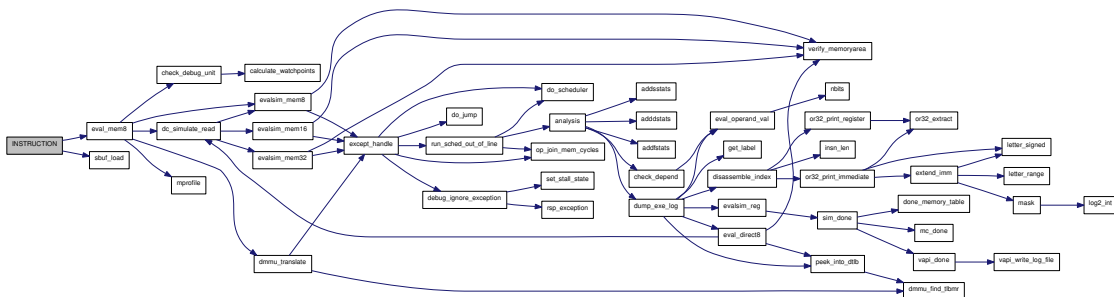 INSTRUCTION
eval_mem8
sbuf_load
check_debug_unit
dc_simulate_read
mprofile
calculate_watchpoints
evalsim_mem8
evalsim_mem16
evalsim_mem32
dmmu_translate
except_handle
do_jump
run_sched_out_of_line
debug_ignore_exception
do_scheduler
analysis
op_join_mem_cycles
set_stall_state
rsp_exception
addsstats
adddstats
addfstats
check_depend
dump_exe_log
eval_operand_val
get_label
disassemble_index
evalsim_reg
eval_direct8
verify_memoryarea
nbits
or32_print_register
insn_len
or32_print_immediate
sim_done
peek_into_dtlb
or32_extract
extend_imm
done_memory_table
mc_done
vapi_done
dmmu_find_tlbmr
letter_signed
letter_range
mask
vapi_write_log_file
log2_int